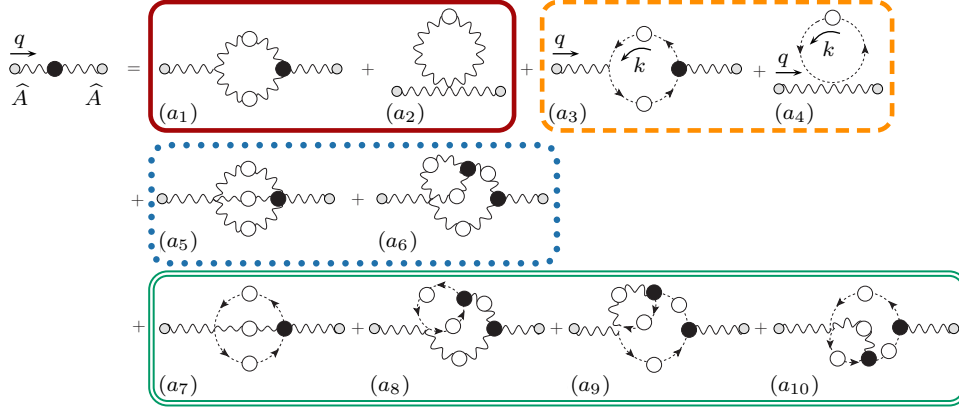 q = + + q k + q k
Â Â (a₁) (a₂) (a₃) (a₄)
+ +
(a₅) (a₆)
+ + + +
(a₇) (a₈) (a₉) (a₁₀)